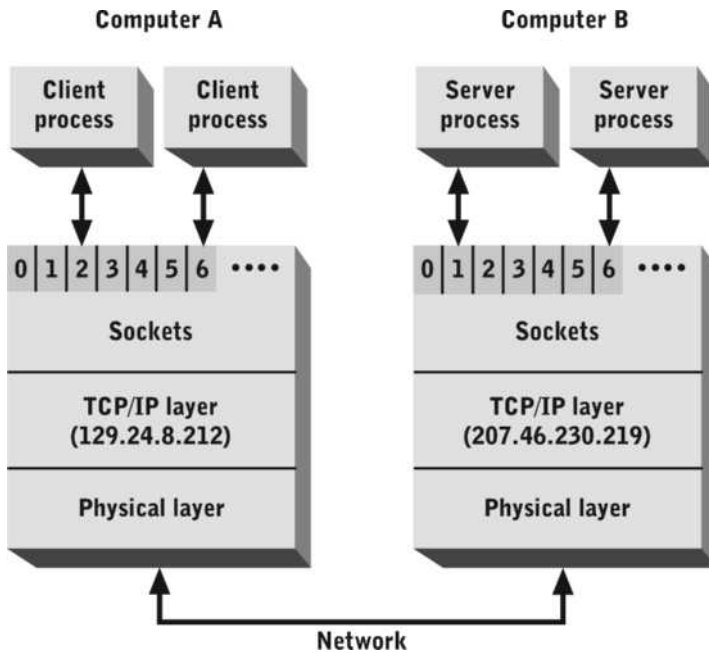 Computer A
Computer B
Client process
Client process
Server process
Server process
0 1 2 3 4 5 6 ••••
0 1 2 3 4 5 6 ••••
Sockets
Sockets
TCP/IP layer
(129.24.8.212)
TCP/IP layer
(207.46.230.219)
Physical layer
Physical layer
Network